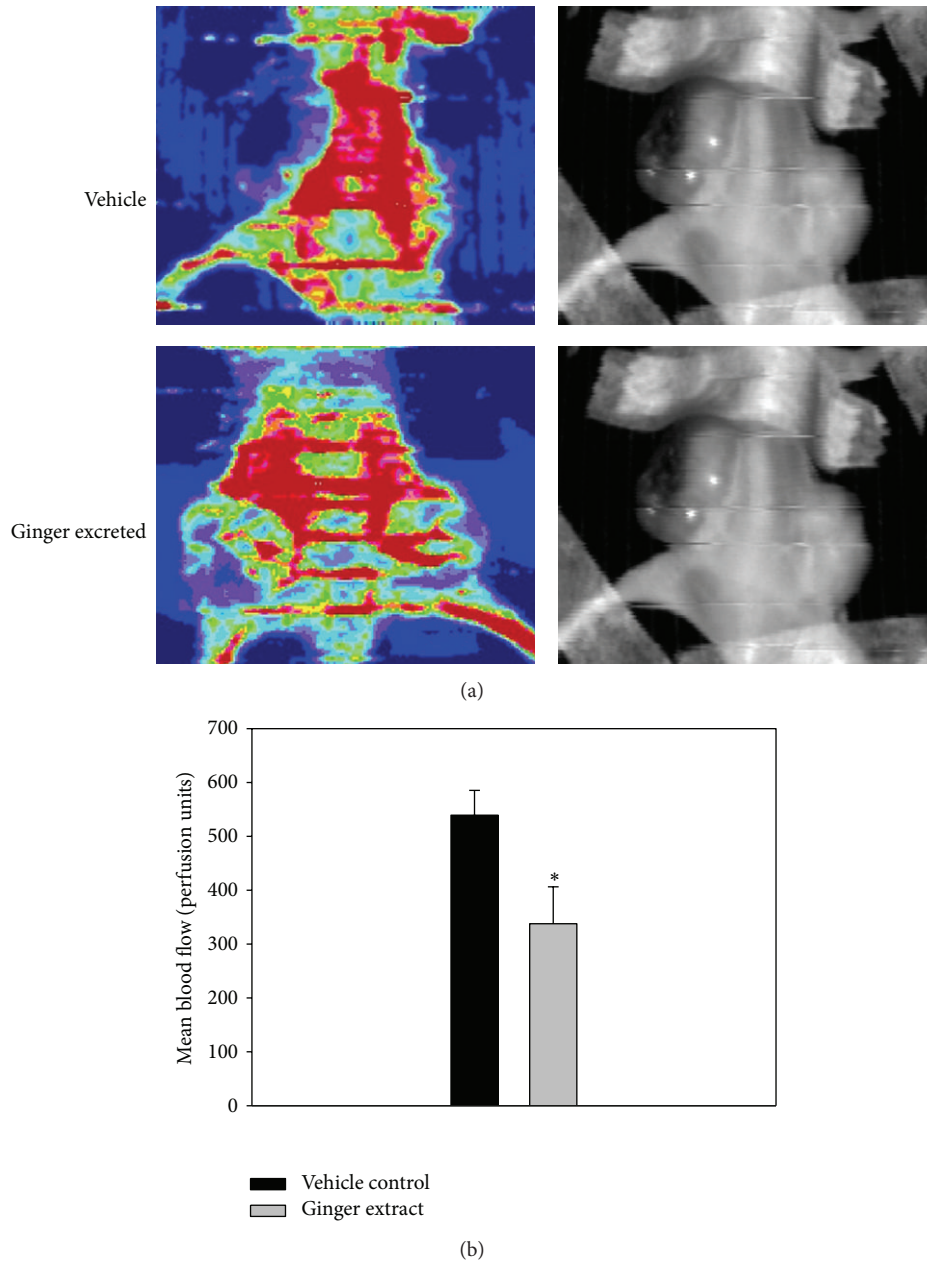 Vehicle
Ginger excreted
(a)
700
600
500
400
300
200
100
0
Mean blood flow (perfusion units)
*
Vehicle control
Ginger extract
(b)